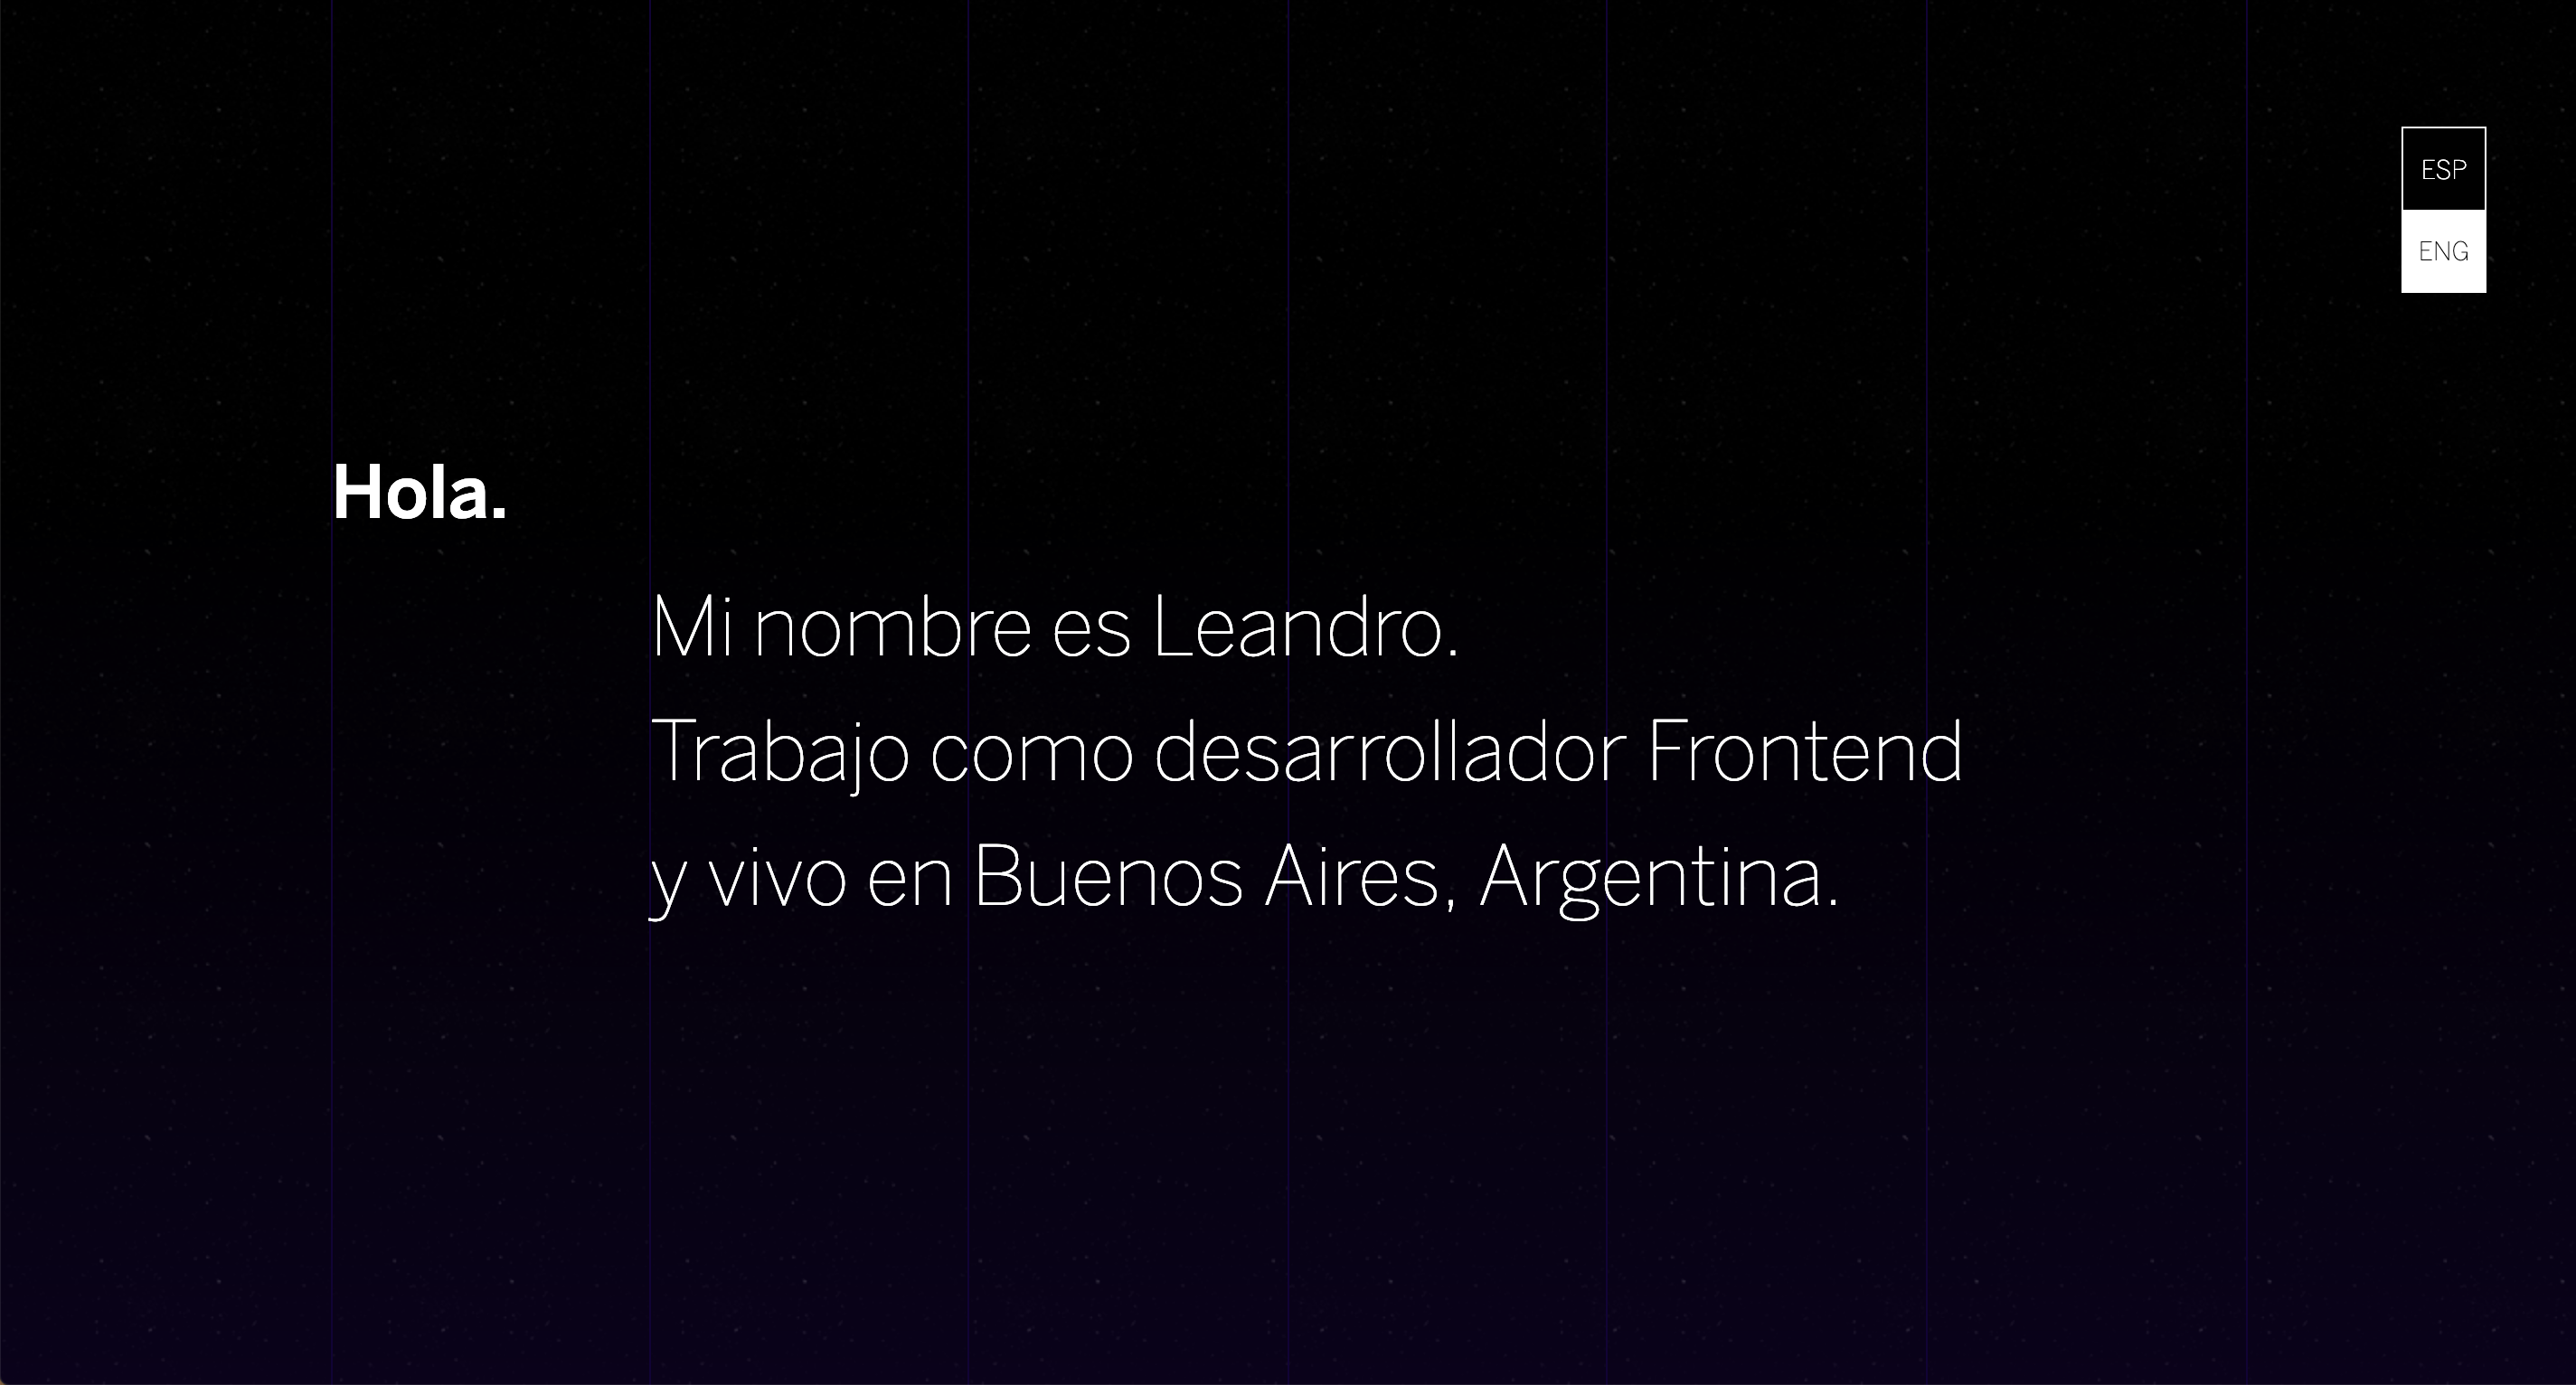 ESP
ENG
Hola.
Mi nombre es Leandro.
Trabajo como desarrollador Frontend
y vivo en Buenos Aires, Argentina.